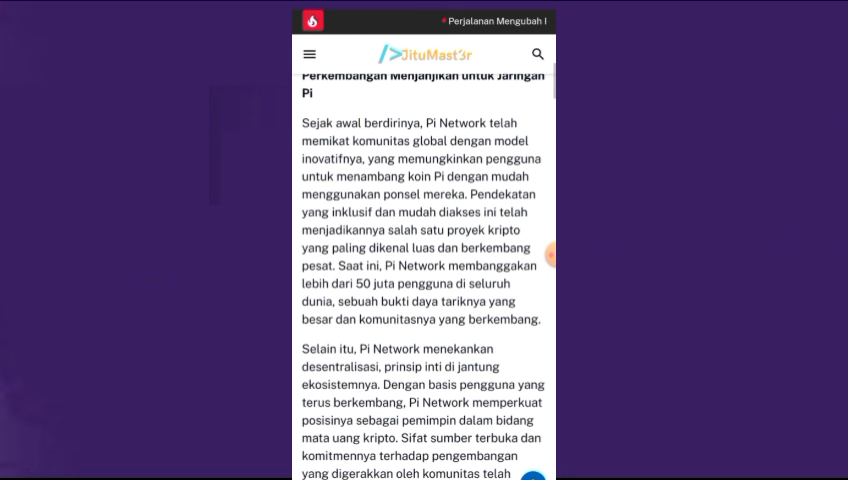 Perjalanan Mengubah I
JituMast3r
Perkembangan Menjanjikan untuk Jaringan
Pi
Sejak awal berdirinya, Pi Network telah
memikat komunitas global dengan model
inovatifnya, yang memungkinkan pengguna
untuk menambang koin Pi dengan mudah
menggunakan ponsel mereka. Pendekatan
yang inklusif dan mudah diakses ini telah
menjadikannya salah satu proyek kripto
yang paling dikenal luas dan berkembang
pesat. Saat ini, Pi Network membanggakan
lebih dari 50 juta pengguna di seluruh
dunia, sebuah bukti daya tariknya yang
besar dan komunitasnya yang berkembang.
Selain itu, Pi Network menekankan
desentralisasi, prinsip inti di jantung
ekosistemnya. Dengan basis pengguna yang
terus berkembang, Pi Network memperkuat
posisinya sebagai pemimpin dalam bidang
mata uang kripto. Sifat sumber terbuka dan
komitmennya terhadap pengembangan
yang digerakkan oleh komunitas telah